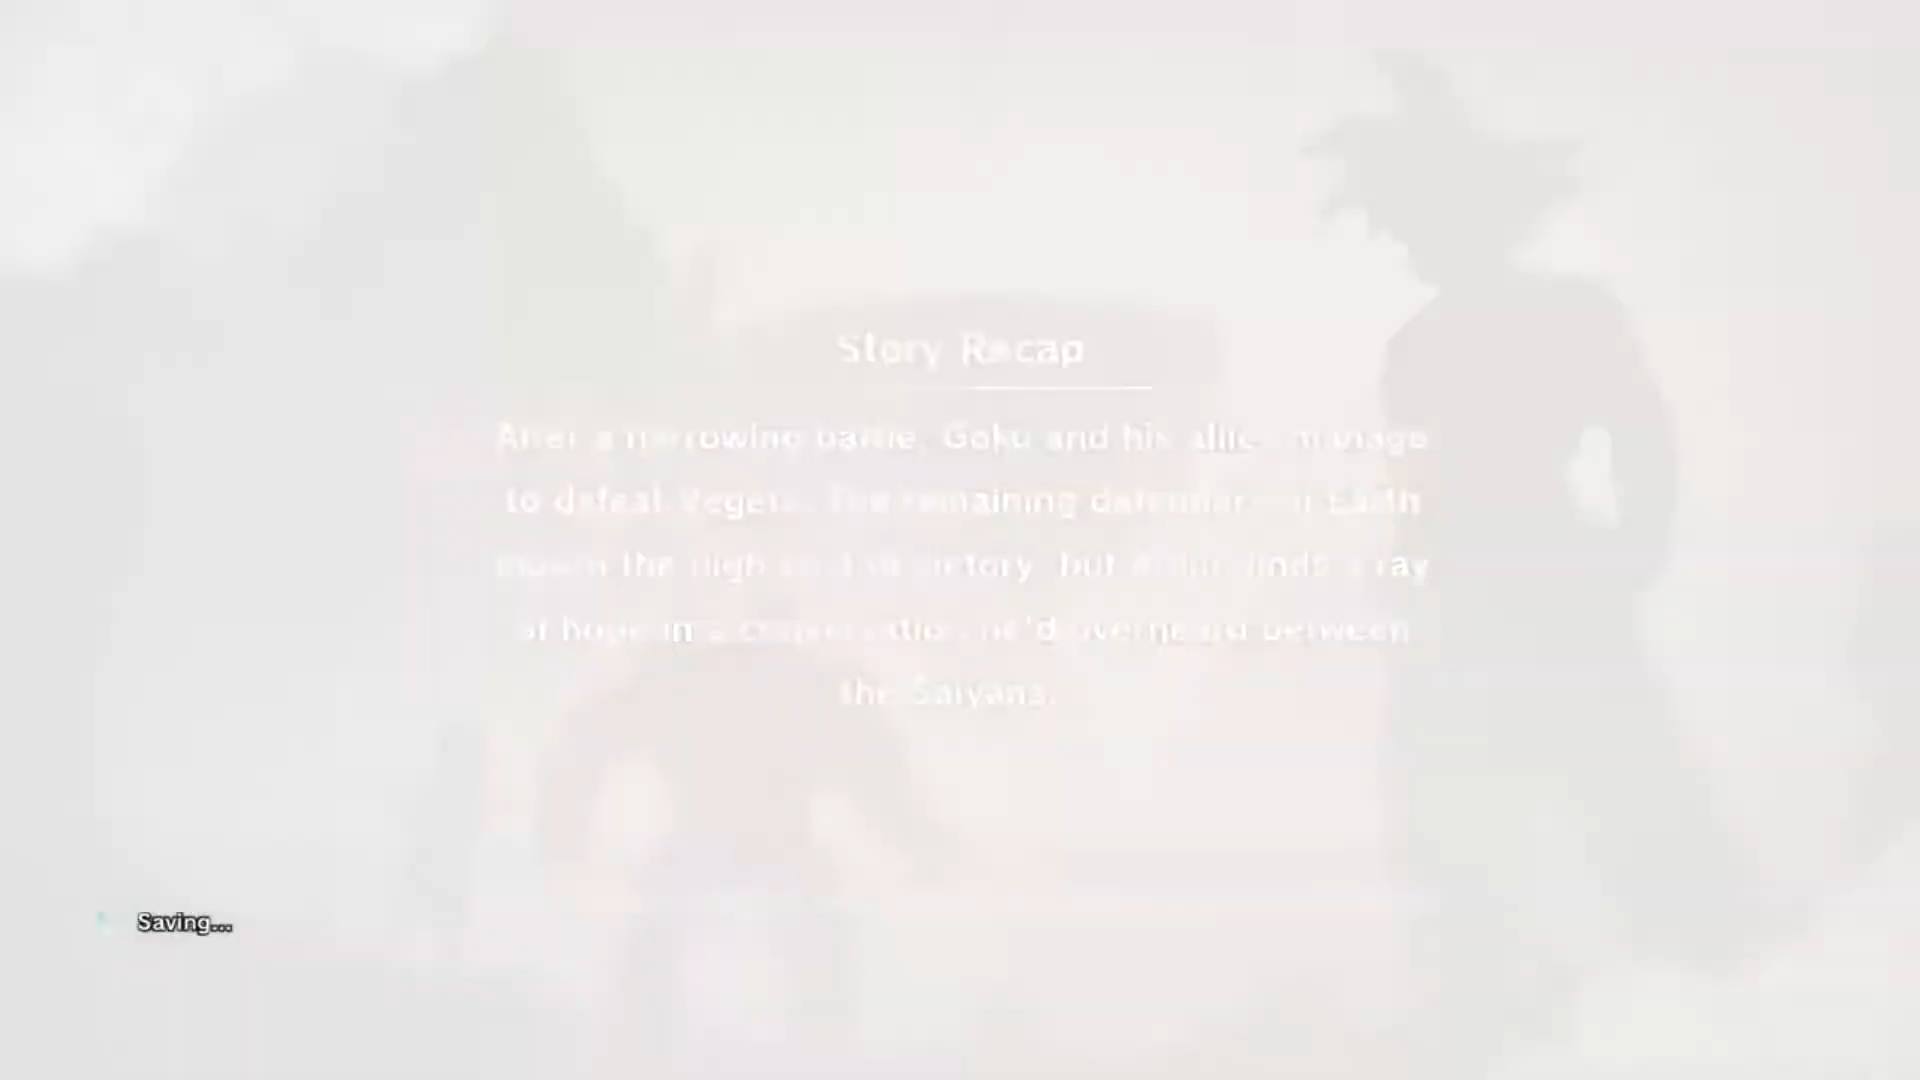 Story Recap
After a harrowing battle, Goku and his allies manage
to defeat Vegeta. The remaining defenders of Earth
mourn the high cost of victory, but finds a ray
of hope in a conversation he'd overheard between
the Saiyans.
Saving...